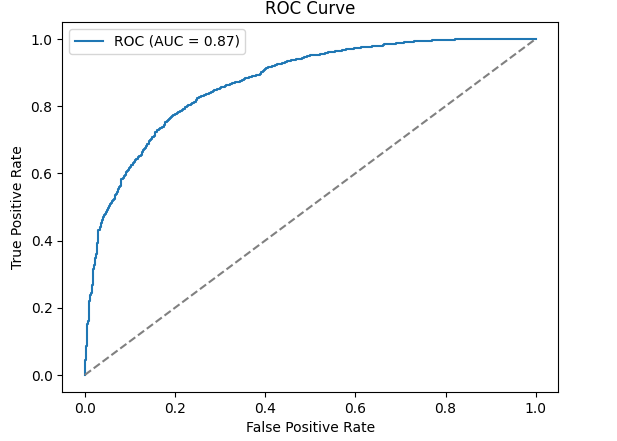 ROC Curve
ROC (AUC = 0.87)
True Positive Rate
1.0
0.8
0.6
0.4
0.2
0.0
0.0 0.2 0.4 0.6 0.8 1.0
False Positive Rate